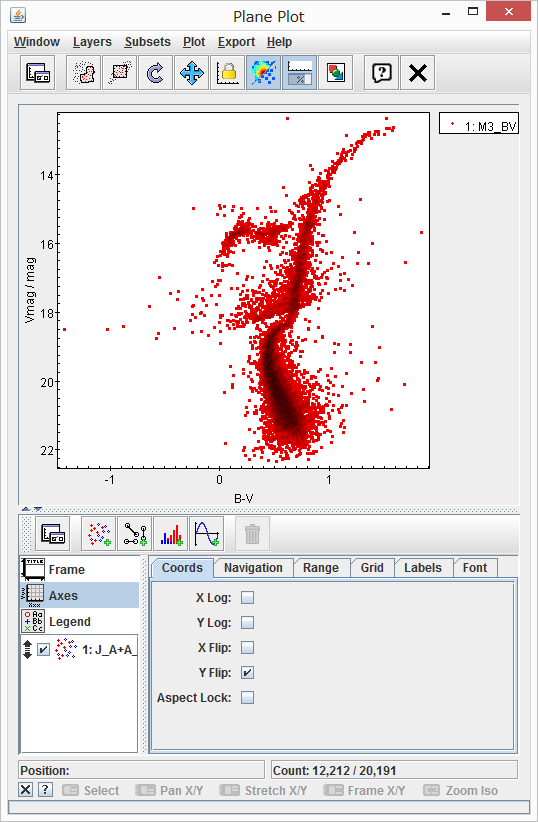 Plane Plot
Window Layers Subsets Plot Export Help
1: M3_BV
14
16
18
20
22
Vmag / mag
-1 0 1
B-V
Frame
Axes
Legend
1: J_A+A_
Coords Navigation Range Grid Labels Font
X Log:
Y Log:
X Flip:
Y Flip:
Aspect Lock:
Position: Count: 12,212 / 20,191
Select Pan X/Y Stretch X/Y Frame X/Y Zoom Iso